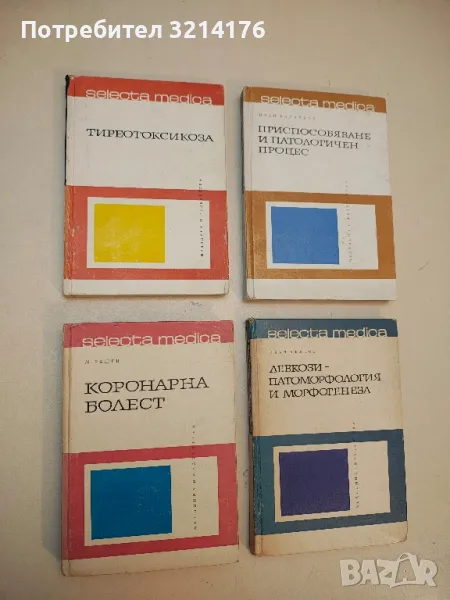 Потребител 3214176
selecta medica
ТИРЕОТОКСИКОЗА
selecta medica
ПРИСПОСОБЯВАНЕ
И ПАТОЛОГИЧЕН
ПРОЦЕС
selecta medica
КОРОНАРНА
БОЛЕСТ
selecta medica
ЛЕВКОЗИ –
ПАТОМОРФОЛОГИЯ
И МОРФОГЕНЕЗА
BAZAR